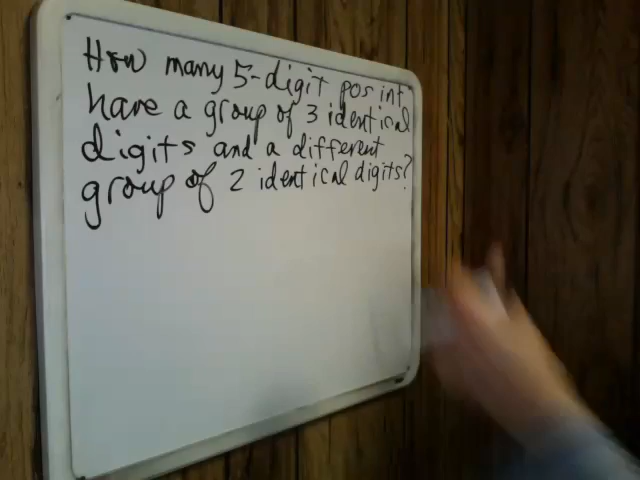 How many 5-digit pos int
have a group of 3 identical
digits and a different
group of 2 identical digits?